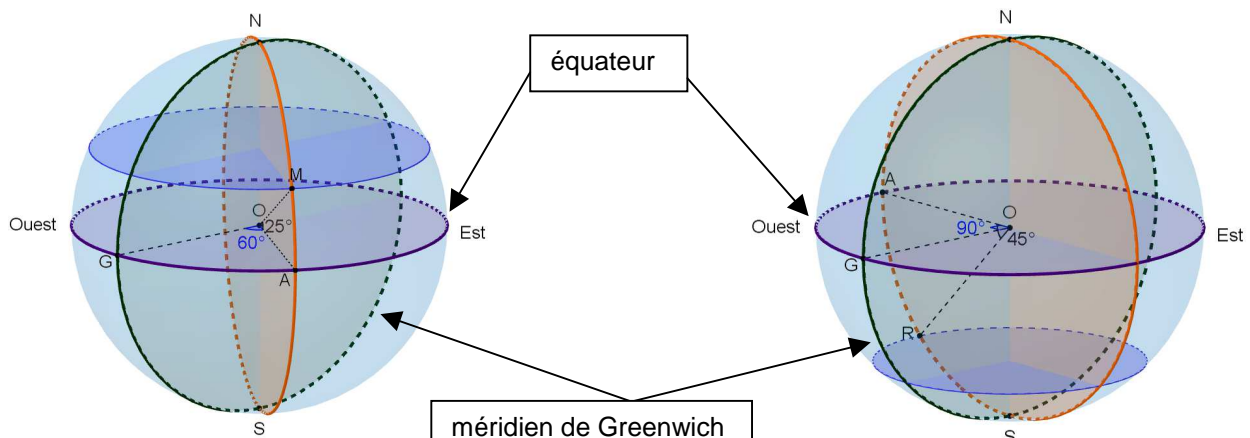 N
N
équateur
M
A
Ouest
O
25°
60°
Est
G
A
Ouest
O
90°
45°
Est
G
R
S
méridien de Greenwich
S